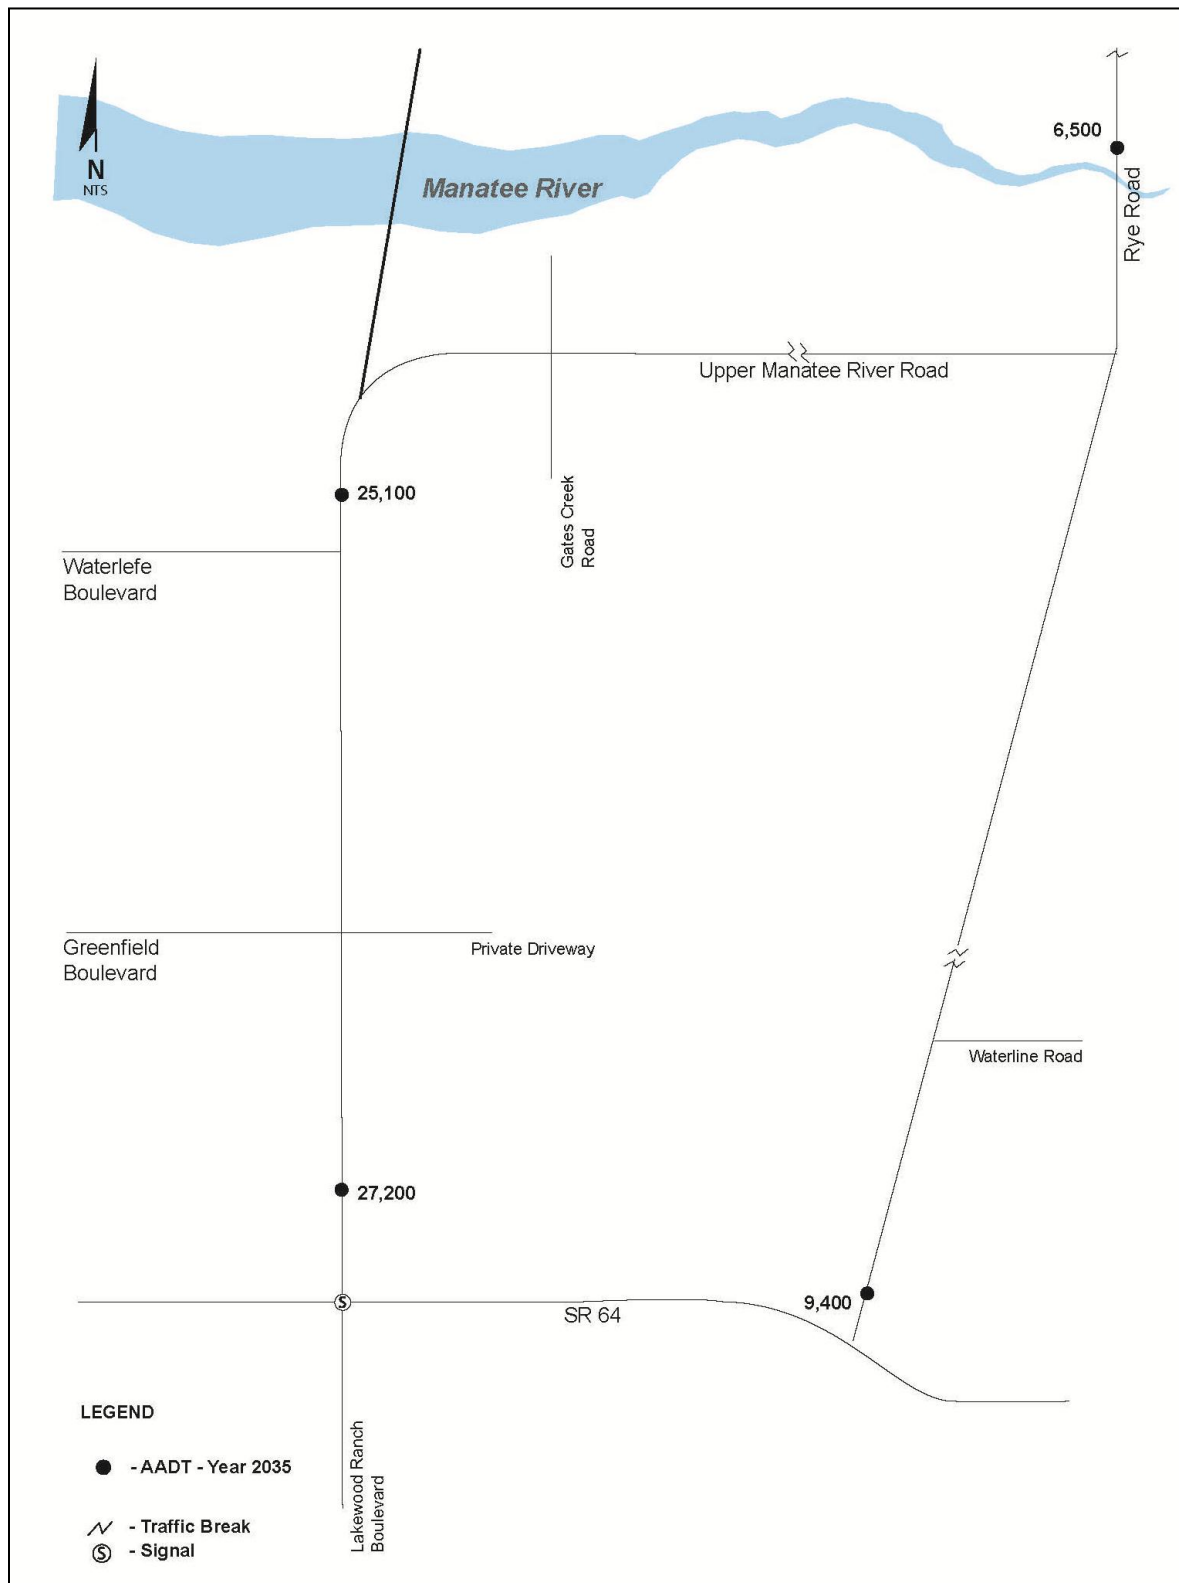 6,500
N
NTS
Manatee River
Rye Road
Upper Manatee River Road
25,100
Gates Creek
Road
Waterlefe
Boulevard
Greenfield
Boulevard
Private Driveway
Waterline Road
27,200
9,400
S
SR 64
LEGEND
- AADT - Year 2035
- Traffic Break
S - Signal
Lakewood Ranch
Boulevard